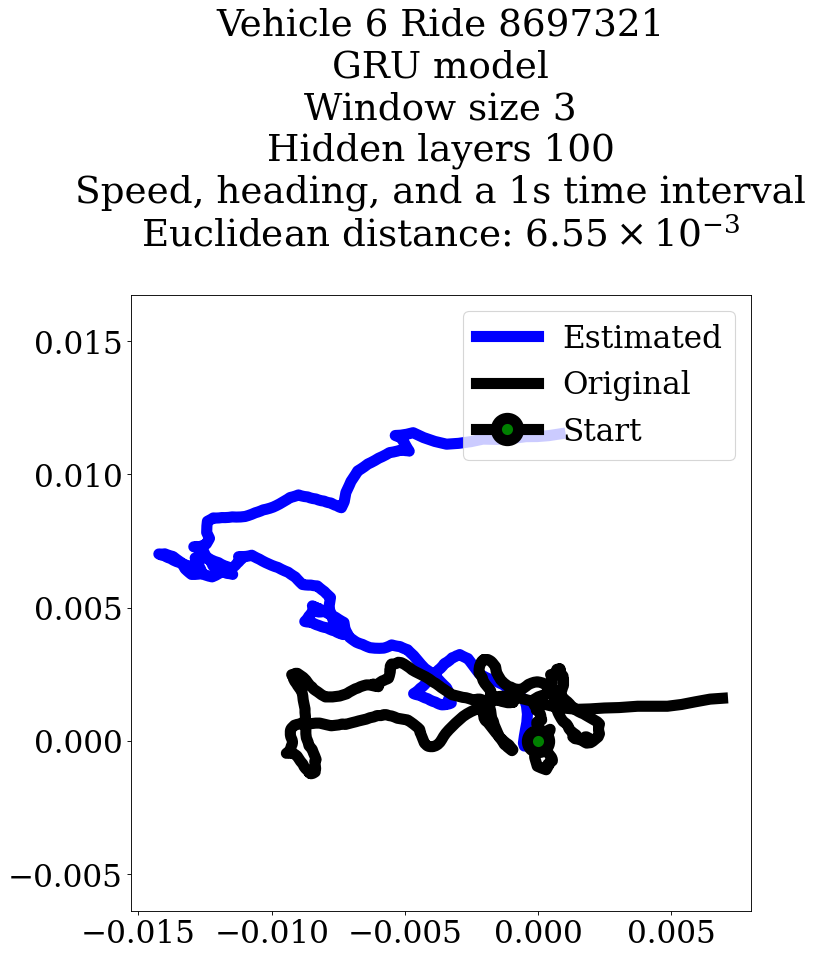 Vehicle 6 Ride 8697321
GRU model
Window size 3
Hidden layers 100
Speed, heading, and a 1s time interval
Euclidean distance: 6.55 × 10⁻³
Estimated
Original
Start
0.015
0.010
0.005
0.000
−0.005
−0.015 −0.010 −0.005 0.000 0.005